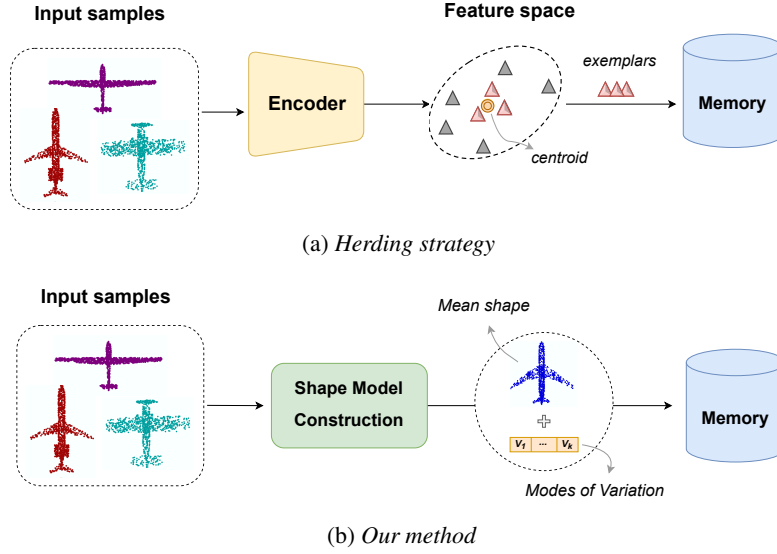 Input samples
Feature space
Encoder
exemplars
Memory
centroid
(a) Herding strategy
Input samples
Mean shape
Shape Model
Construction
V1 ... Vk
Memory
Modes of Variation
(b) Our method